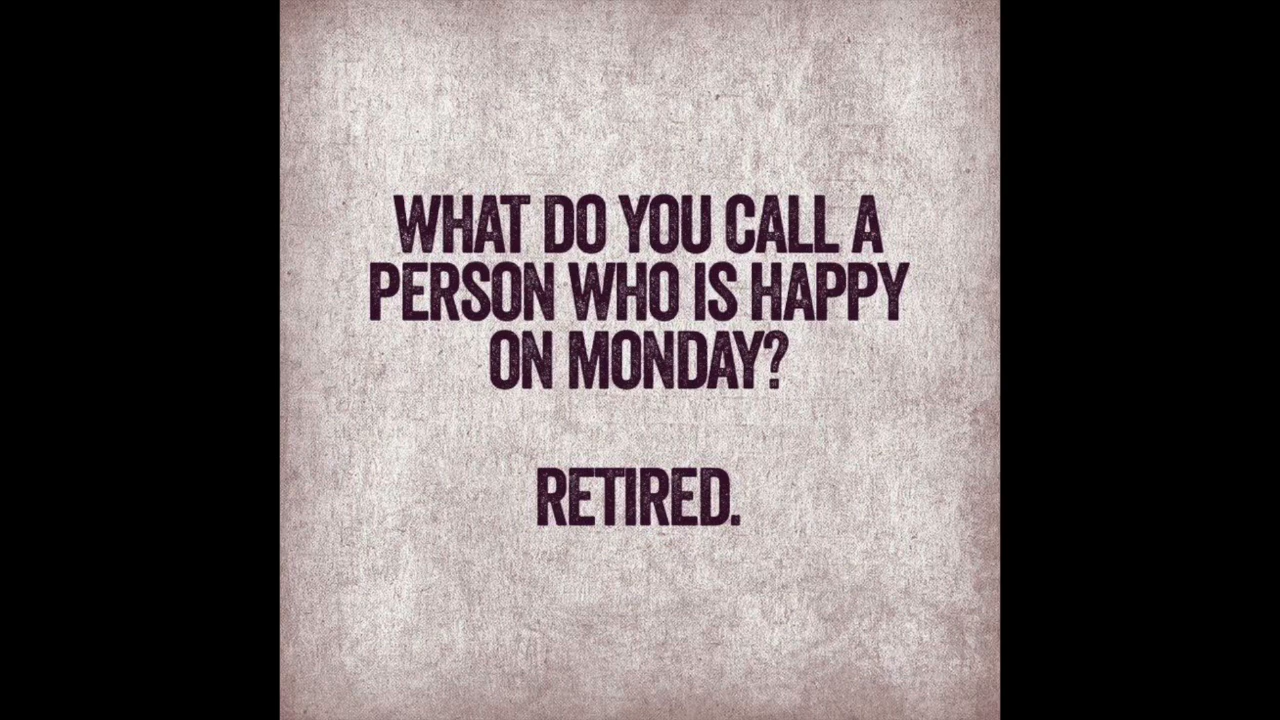 WHAT DO YOU CALL A
PERSON WHO IS HAPPY
ON MONDAY?
RETIRED.